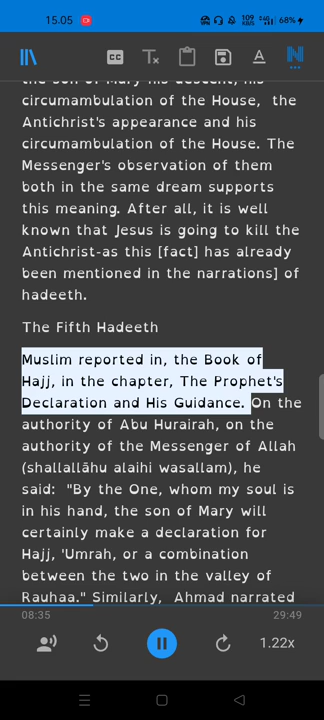 15.05
109
KB/S
68%
CC
the son of Mary his descent, his
circumambulation of the House,  the
Antichrist's appearance and his
circumambulation of the House. The
Messenger's observation of them
both in the same dream supports
this meaning. After all, it is well
known that Jesus is going to kill the
Antichrist-as this [fact] has already
been mentioned in the narrations] of
hadeeth.
The Fifth Hadeeth
Muslim reported in, the Book of
Hajj, in the chapter, The Prophet's
Declaration and His Guidance. On the
authority of Abu Hurairah, on the
authority of the Messenger of Allah
(shallallāhu alaihi wasallam), he
said:  "By the One, whom my soul is
in his hand, the son of Mary will
certainly make a declaration for
Hajj, 'Umrah, or a combination
between the two in the valley of
Rauhaa." Similarly,  Ahmad narrated
08:35
29:49
1.22x